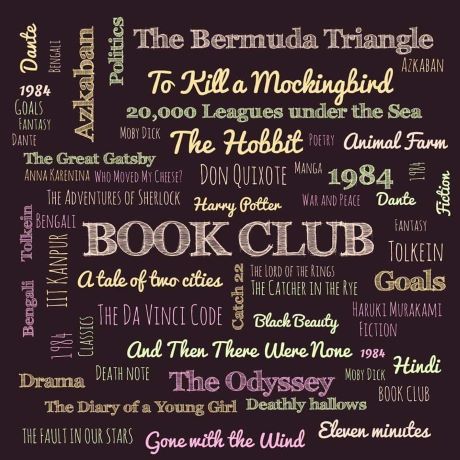 Dante
BENGALI
Azkaban
Politics
The Bermuda Triangle
AZKABAN
To Kill a Mockingbird
1984
GOALS
FANTASY
DANTE
20,000 Leagues under the Sea
MOBY DICK
The Hobbit
POETRY
Animal Farm
The Great Gatsby
ANNA KARENINA
WHO MOVED MY CHEESE?
DON QUIXOTE
MANGA
1984
1984
Fiction
THE ADVENTURES OF SHERLOCK
Harry Potter
WAR AND PEACE
Dante
Tolkein
BENGALI
BOOK CLUB
FANTASY
TOLKEIN
IIT KANPUR
A tale of two cities
Catch 22
THE LORD OF THE RINGS
THE CATCHER IN THE RYE
Goals
Bengali
1984
CLASSICS
THE DA VINCI CODE
Black Beauty
HARUKI MURAKAMI
FICTION
And Then There Were None
1984
Hindi
Drama
DEATH NOTE
The Odyssey
MOBY DICK
BOOK CLUB
The Diary of a Young Girl
Deathly hallows
THE FAULT IN OUR STARS
Gone with the Wind
Eleven minutes